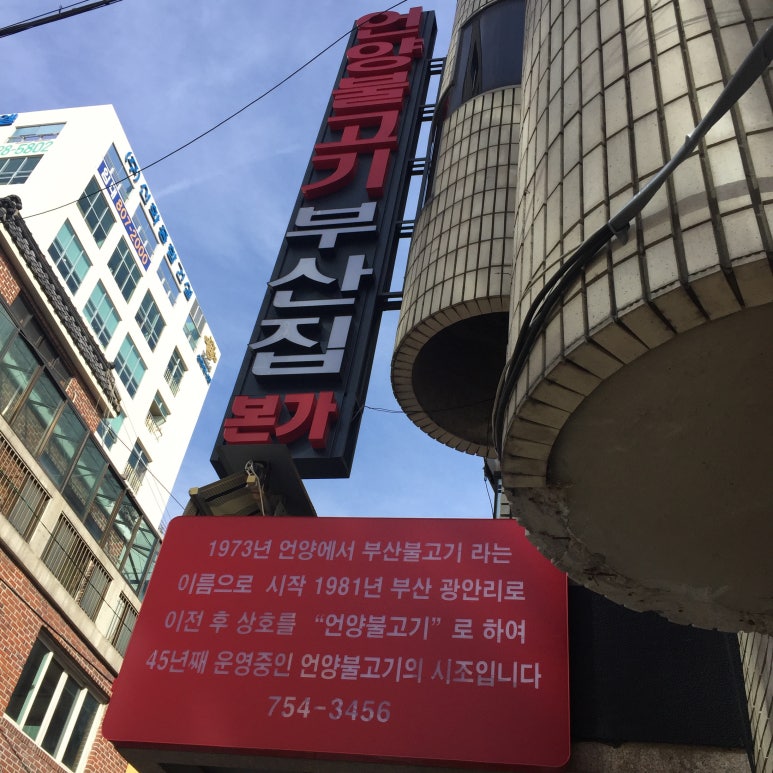 언양불고기 부산집 본가
1973년 언양에서 부산불고기 라는
이름으로 시작 1981년 부산 광안리로
이전 후 상호를 “언양불고기”로 하여
45년째 운영중인 언양불고기의 시조입니다
754-3456
807-2000
8-5802